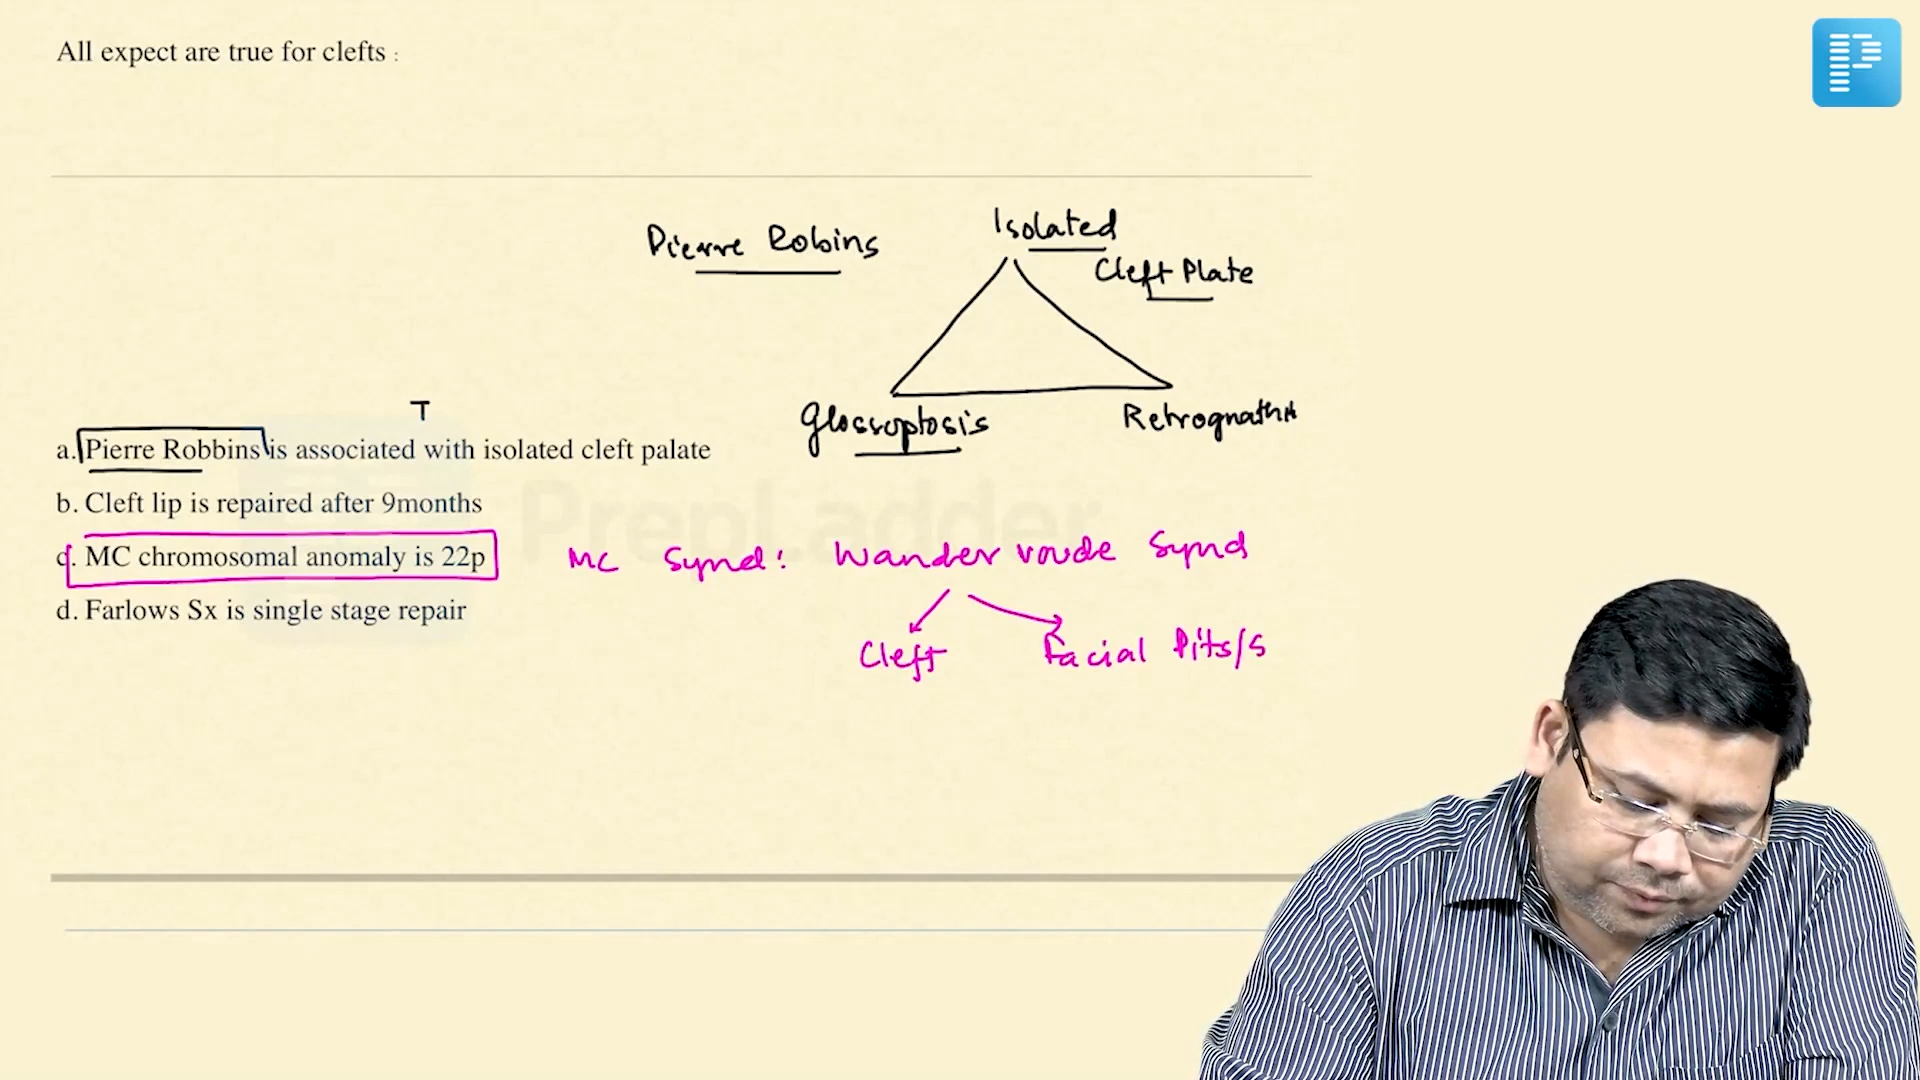 All expect are true for clefts :
Pierre Robins
Isolated
Cleft Plate
Glossoptosis
Retrognathia
T
a. Pierre Robbins is associated with isolated cleft palate
b. Cleft lip is repaired after 9months
PrepLadder
c. MC chromosomal anomaly is 22p
MC Synd: Wander voude Synd
d. Farlows Sx is single stage repair
Cleft
Facial Pits/S